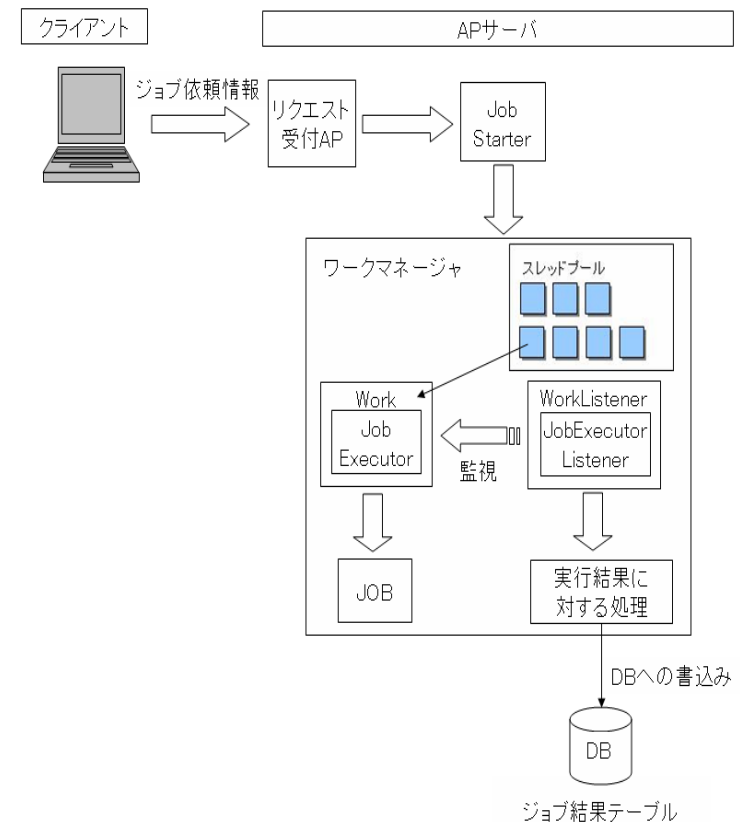 クライアント
APサーバ
ジョブ依頼情報
リクエスト
受付AP
Job
Starter
ワークマネージャ
スレッドプール
Work
Job
Executor
監視
WorkListener
JobExecutor
Listener
JOB
実行結果に
対する処理
DBへの書込み
DB
ジョブ結果テーブル